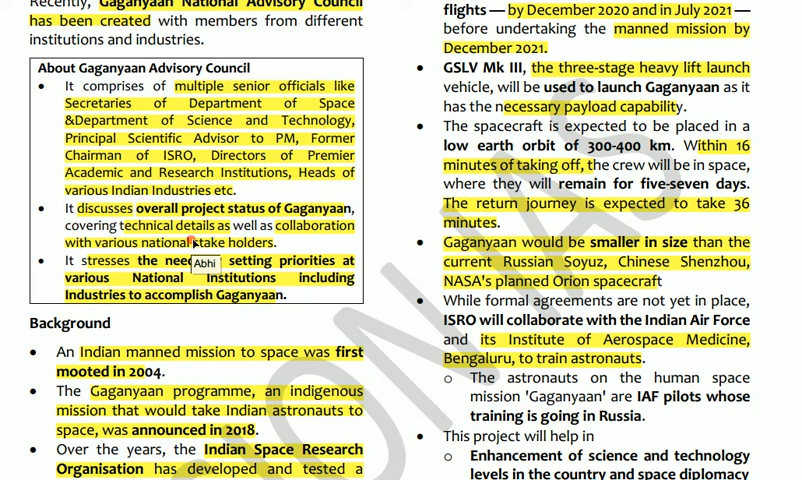 Recently, Gaganyaan National Advisory Council
has been created with members from different
institutions and industries.
About Gaganyaan Advisory Council
• It comprises of multiple senior officials like
Secretaries of Department of Space
&Department of Science and Technology,
Principal Scientific Advisor to PM, Former
Chairman of ISRO, Directors of Premier
Academic and Research Institutions, Heads of
various Indian Industries etc.
• It discusses overall project status of Gaganyaan,
covering technical details as well as collaboration
with various national stake holders.
• It stresses the need setting priorities at
Abhi
various National Institutions including
Industries to accomplish Gaganyaan.
Background
• An Indian manned mission to space was first
mooted in 2004.
• The Gaganyaan programme, an indigenous
mission that would take Indian astronauts to
space, was announced in 2018.
• Over the years, the Indian Space Research
Organisation has developed and tested a
flights — by December 2020 and in July 2021 —
before undertaking the manned mission by
December 2021.
• GSLV Mk III, the three-stage heavy lift launch
vehicle, will be used to launch Gaganyaan as it
has the necessary payload capability.
• The spacecraft is expected to be placed in a
low earth orbit of 300-400 km. Within 16
minutes of taking off, the crew will be in space,
where they will remain for five-seven days.
The return journey is expected to take 36
minutes.
• Gaganyaan would be smaller in size than the
current Russian Soyuz, Chinese Shenzhou,
NASA's planned Orion spacecraft
• While formal agreements are not yet in place,
ISRO will collaborate with the Indian Air Force
and its Institute of Aerospace Medicine,
Bengaluru, to train astronauts.
o The astronauts on the human space
mission 'Gaganyaan' are IAF pilots whose
training is going in Russia.
• This project will help in
o Enhancement of science and technology
levels in the country and space diplomacy
ION IAS